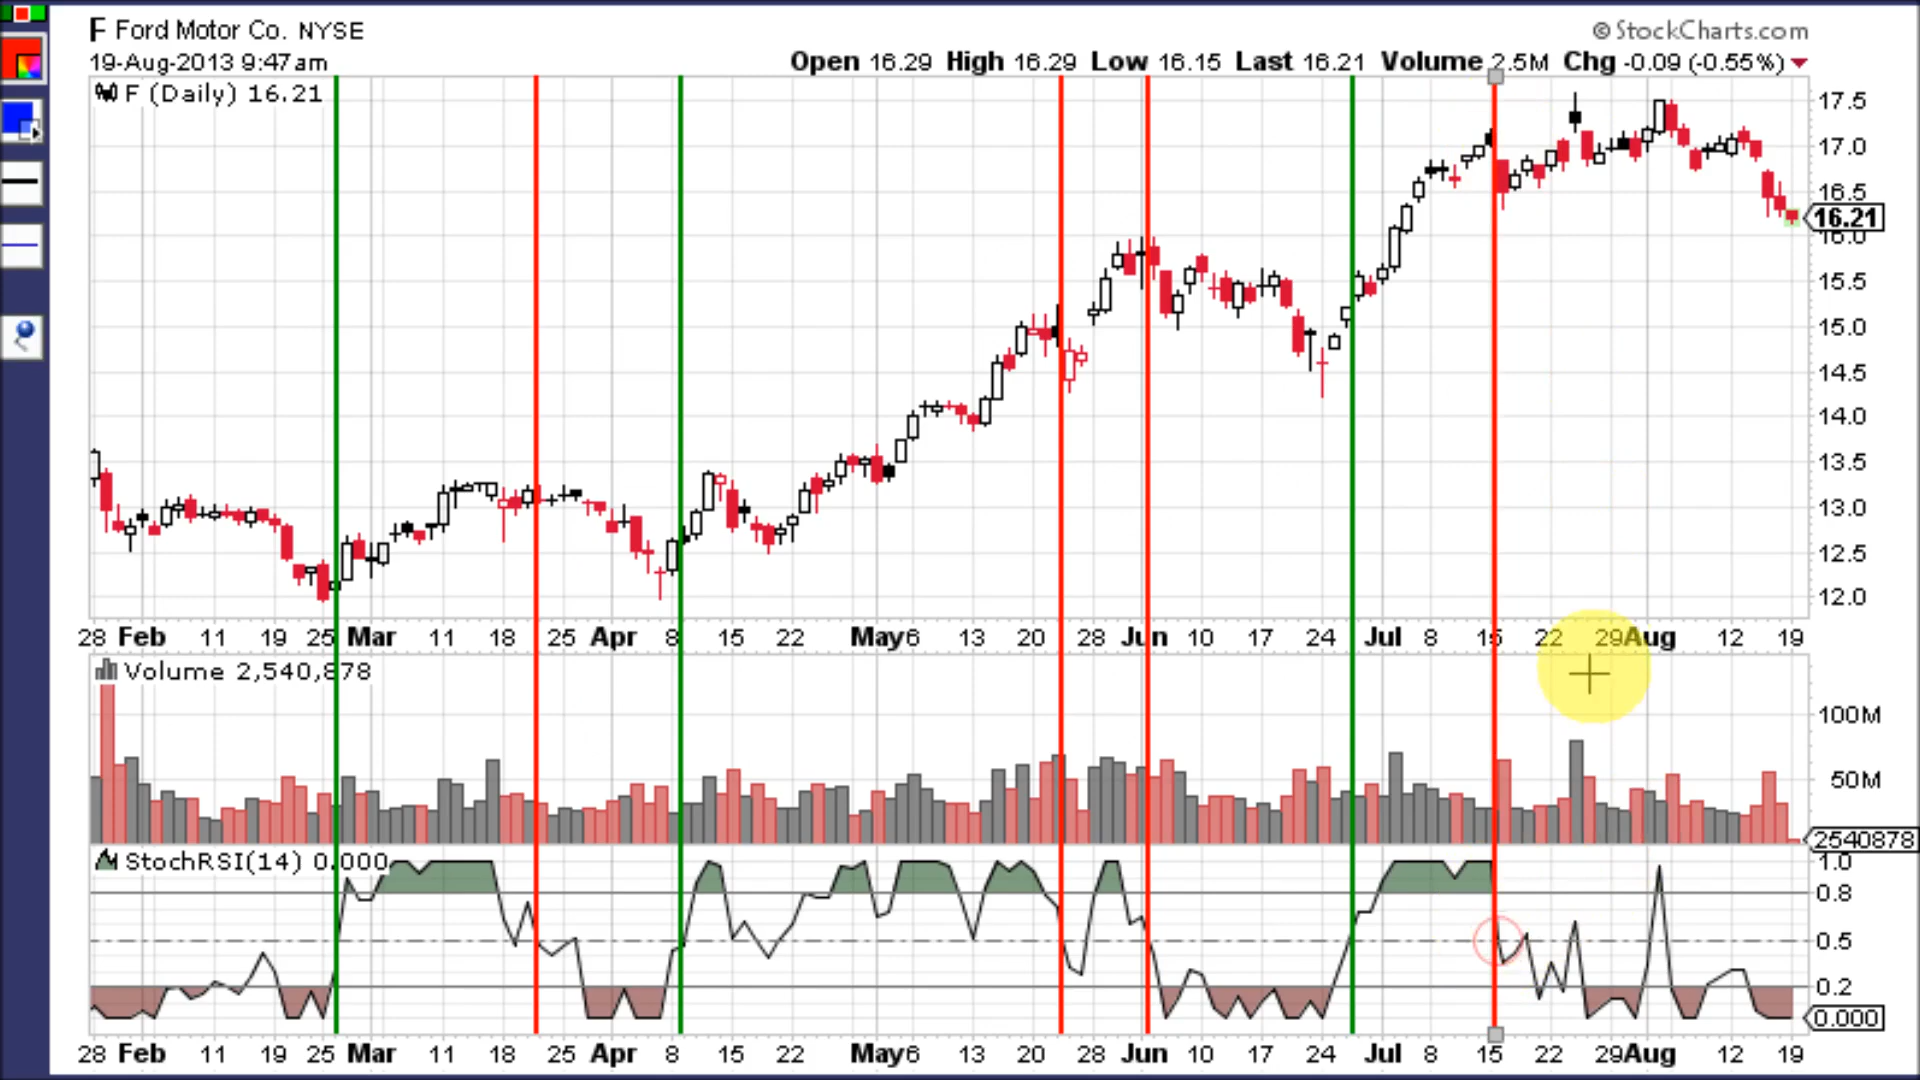 F Ford Motor Co. NYSE
© StockCharts.com
19-Aug-2013 9:47am
Open 16.29 High 16.29 Low 16.15 Last 16.21 Volume 2.5M Chg -0.09 (-0.55%)
F (Daily) 16.21
17.5
17.0
16.5
16.21
16.0
15.5
15.0
14.5
14.0
13.5
13.0
12.5
12.0
28 Feb 11 19 25 Mar 11 18 25 Apr 8 15 22 May 6 13 20 28 Jun 10 17 24 Jul 8 15 22 29 Aug 12 19
Volume 2,540,878
100M
50M
2540878
StochRSI(14) 0.000
1.0
0.8
0.5
0.2
0.000
28 Feb 11 19 25 Mar 11 18 25 Apr 8 15 22 May 6 13 20 28 Jun 10 17 24 Jul 8 15 22 29 Aug 12 19